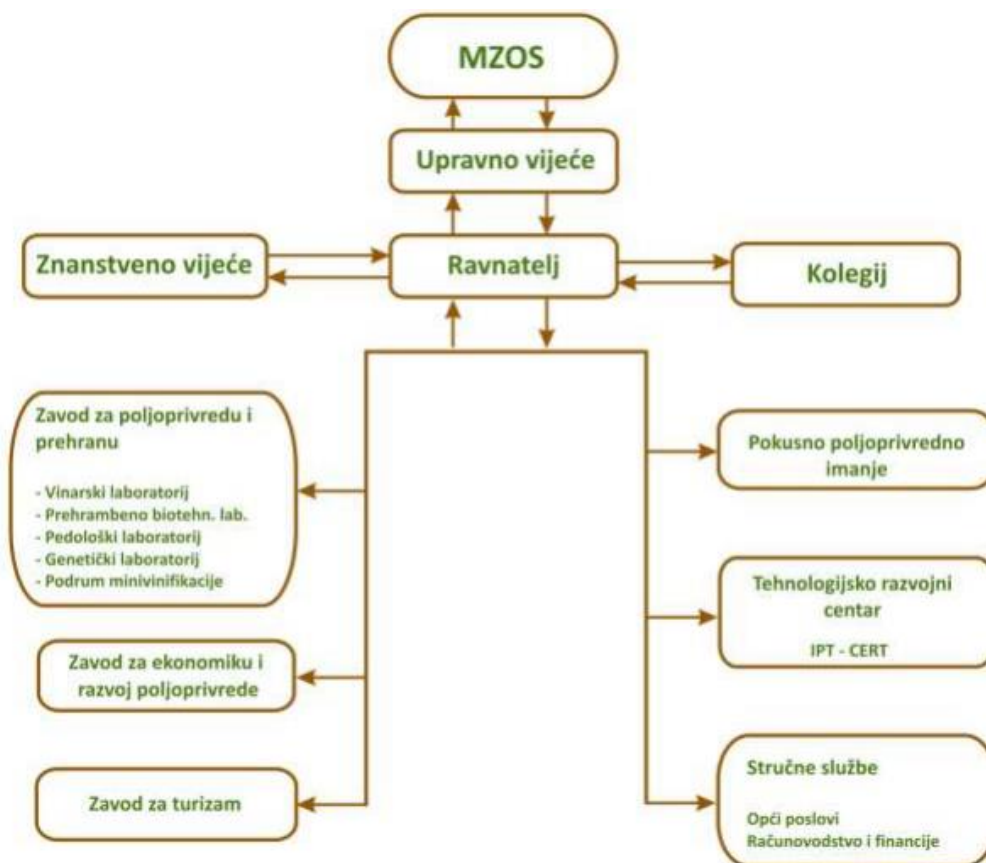 MZOS
Upravno vijeće
Znanstveno vijeće
Ravnatelj
Kolegij
Zavod za poljoprivredu i
prehranu
- Vinarski laboratorij
- Prehrambeno biotehn. lab.
- Pedološki laboratorij
- Genetički laboratorij
- Podrum minivinifikacije
Zavod za ekonomiku i
razvoj poljoprivrede
Zavod za turizam
Pokusno poljoprivredno
imanje
Tehnologijsko razvojni
centar
IPT - CERT
Stručne službe
Opći poslovi
Računovodstvo i financije